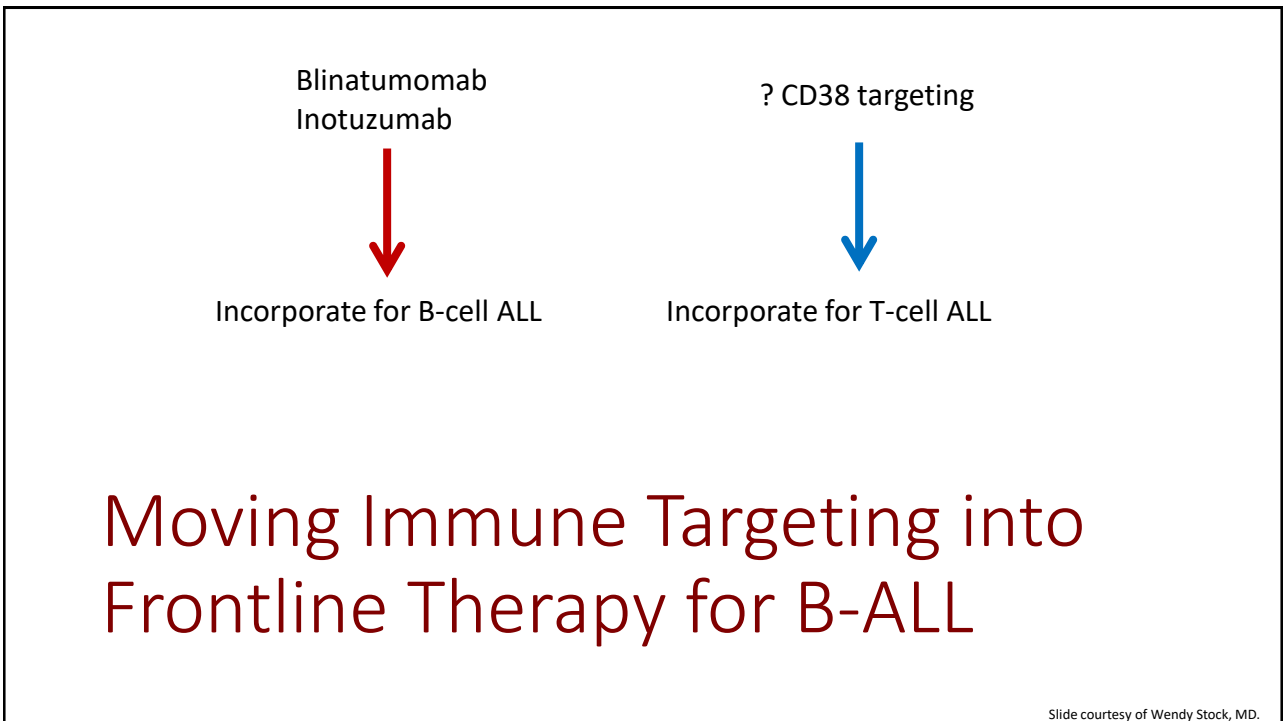 Blinatumomab
Inotuzumab
? CD38 targeting
Incorporate for B-cell ALL
Incorporate for T-cell ALL
Moving Immune Targeting into
Frontline Therapy for B-ALL
Slide courtesy of Wendy Stock, MD.